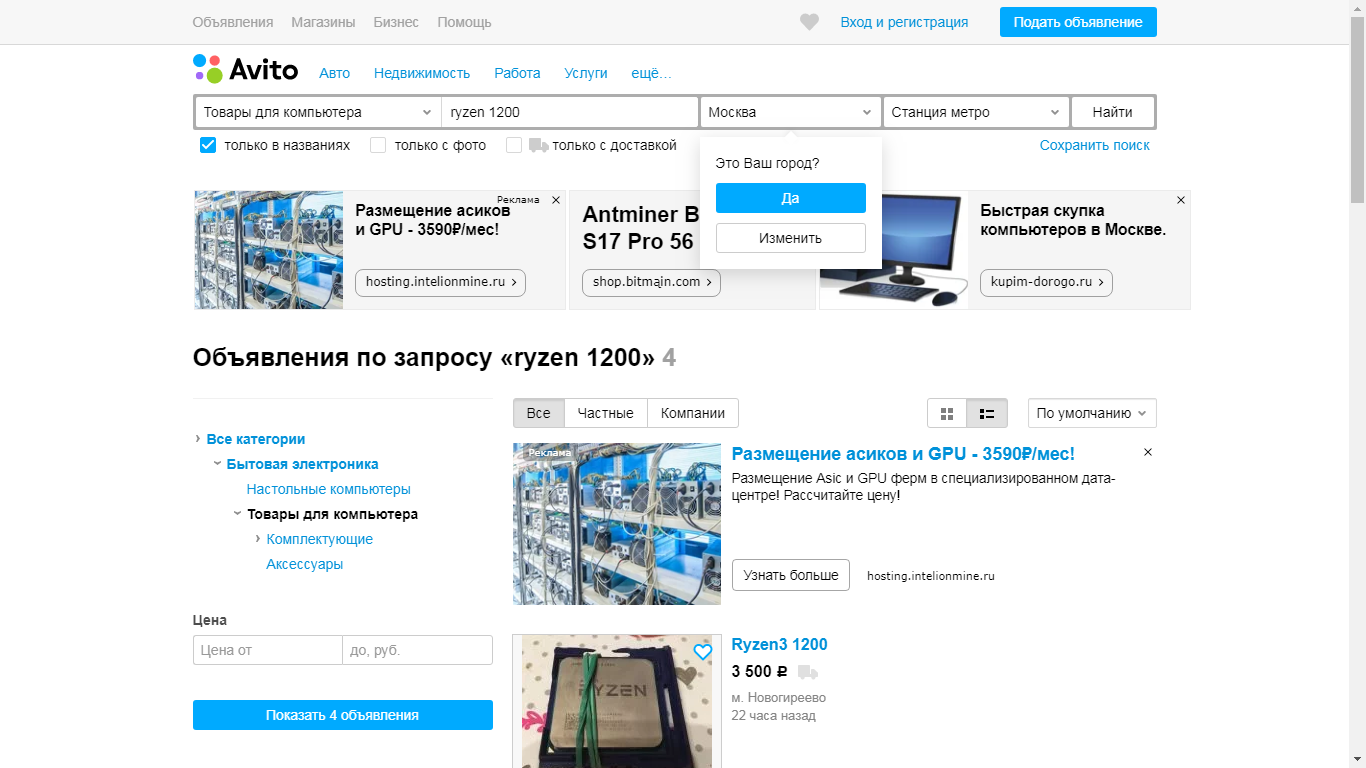 Объявления Магазины Бизнес Помощь Вход и регистрация Подать объявление
Avito Авто Недвижимость Работа Услуги ещё...
Товары для компьютера ryzen 1200 Москва Станция метро Найти
только в названиях только с фото только с доставкой Сохранить поиск
Это Ваш город?
Да
Изменить
Реклама
Размещение асиков
и GPU - 3590₽/мес!
hosting.intelionmine.ru
Antminer B
S17 Pro 56
shop.bitmain.com
Быстрая скупка
компьютеров в Москве.
kupim-dorogo.ru
Объявления по запросу «ryzen 1200» 4
Все категории
Бытовая электроника
Настольные компьютеры
Товары для компьютера
Комплектующие
Аксессуары
Цена
Цена от до, руб.
Показать 4 объявления
Все Частные Компании По умолчанию
Реклама
Размещение асиков и GPU - 3590₽/мес!
Размещение Asic и GPU ферм в специализированном дата-
центре! Рассчитайте цену!
Узнать больше hosting.intelionmine.ru
RYZEN
Ryzen3 1200
3 500 ₽
м. Новогиреево
22 часа назад